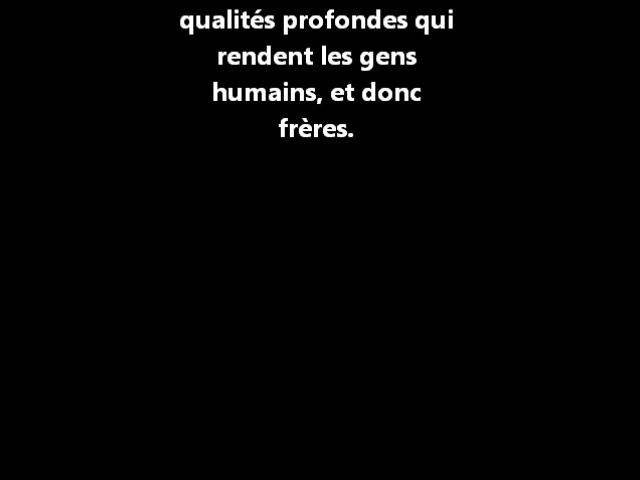 qualités profondes qui
rendent les gens
humains, et donc
frères.